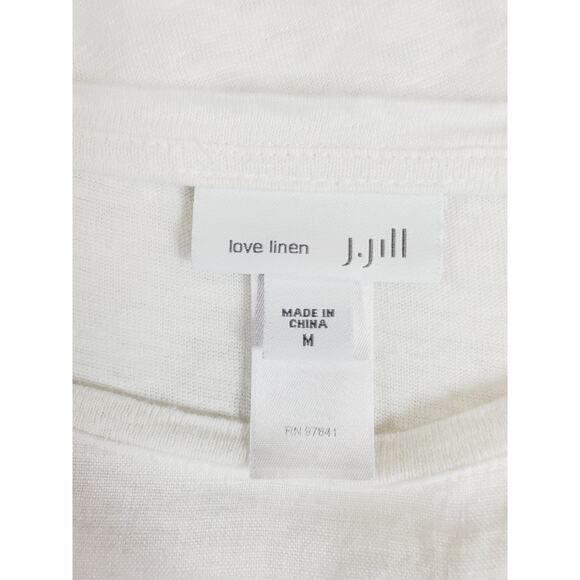 love linen J.Jill
MADE IN
CHINA
M
RN 97841